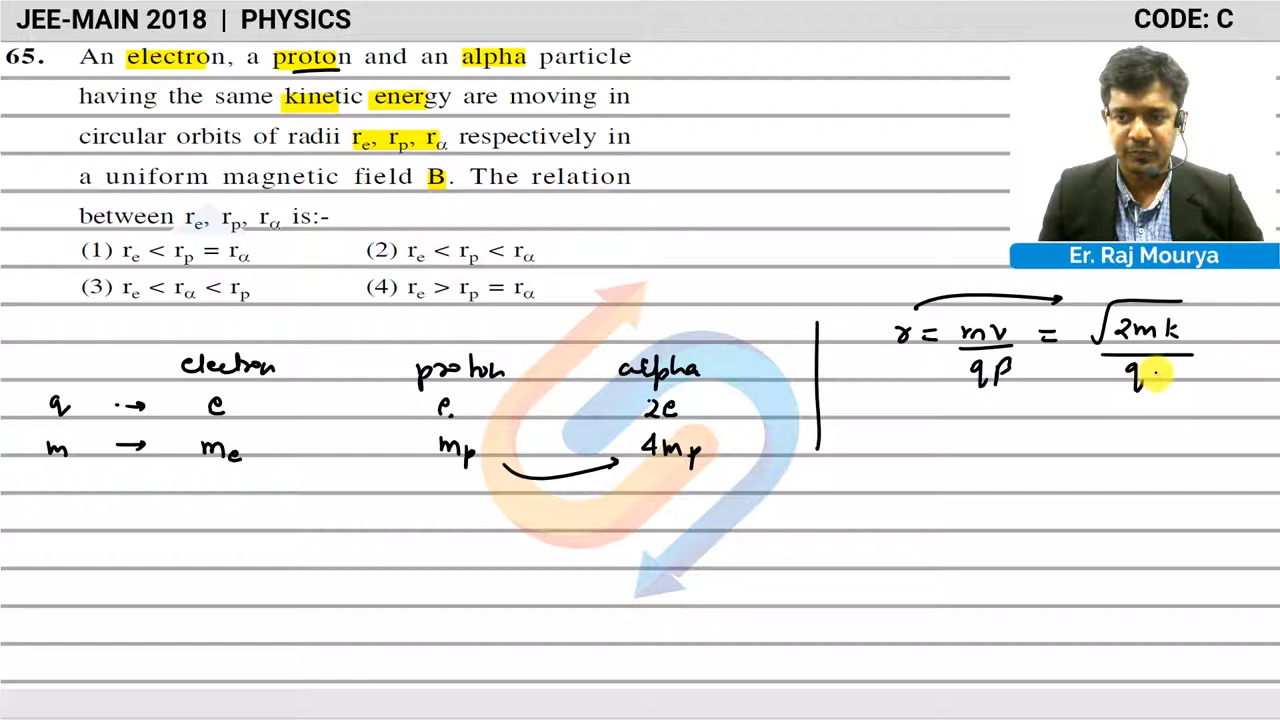 JEE-MAIN 2018 | PHYSICS
CODE: C
65. An electron, a proton and an alpha particle
having the same kinetic energy are moving in
circular orbits of radii rₑ, rₚ, r_α respectively in
a uniform magnetic field B. The relation
between rₑ, rₚ, r_α is:-
(1) rₑ < rₚ = r_α (2) rₑ < rₚ < r_α
(3) rₑ < r_α < rₚ (4) rₑ > rₚ = r_α
Er. Raj Mourya
r = mv/qB = √2mk/q
electron proton alpha
q → e e 2e
m → mₑ mₚ 4mₚ